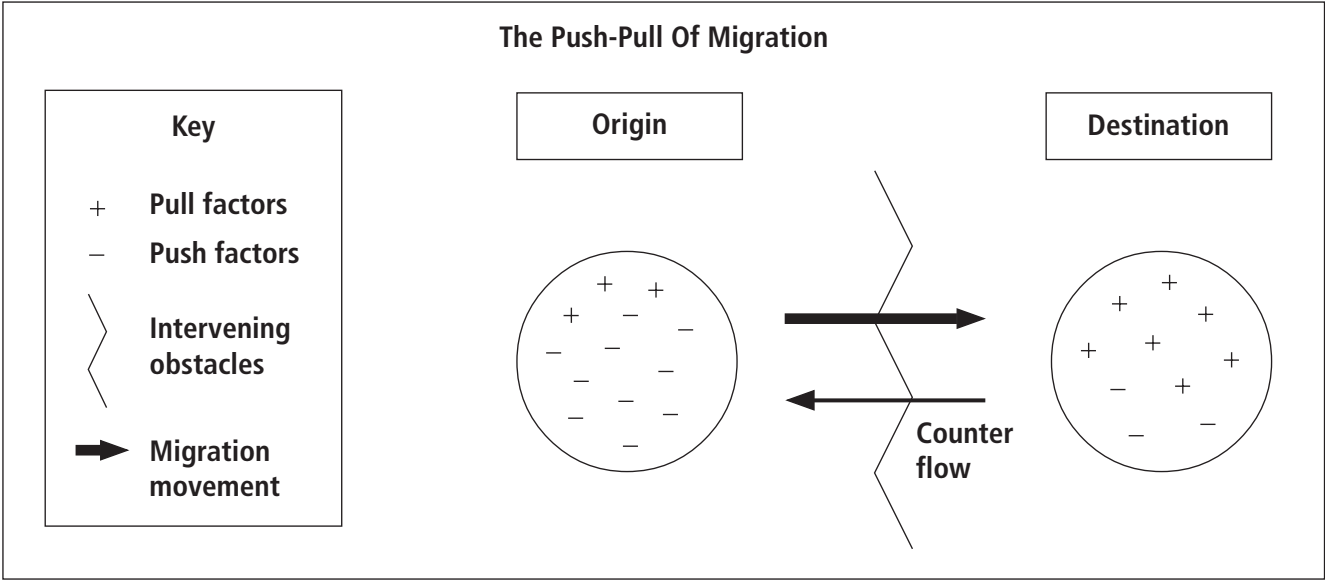 The Push-Pull Of Migration
Key
+ Pull factors
− Push factors
Intervening
obstacles
Migration
movement
Origin
Destination
Counter
flow